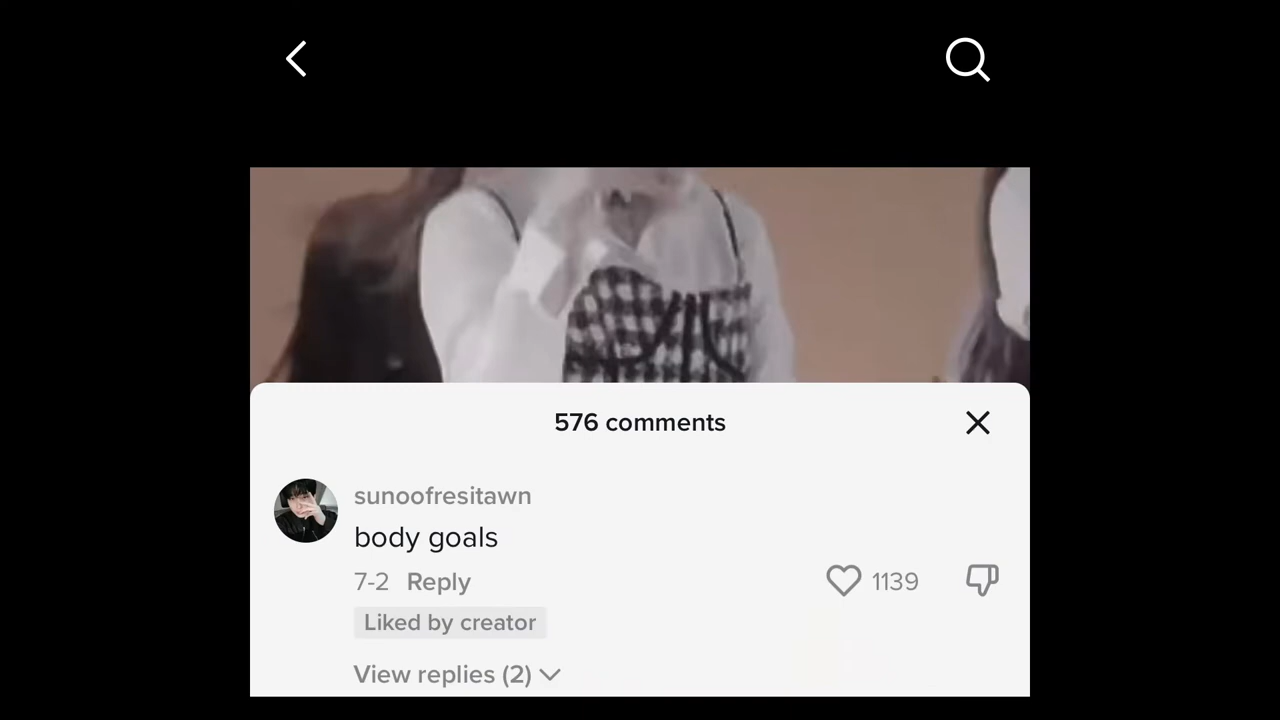 576 comments
sunoofresitawn
body goals
7-2 Reply
1139
Liked by creator
View replies (2)